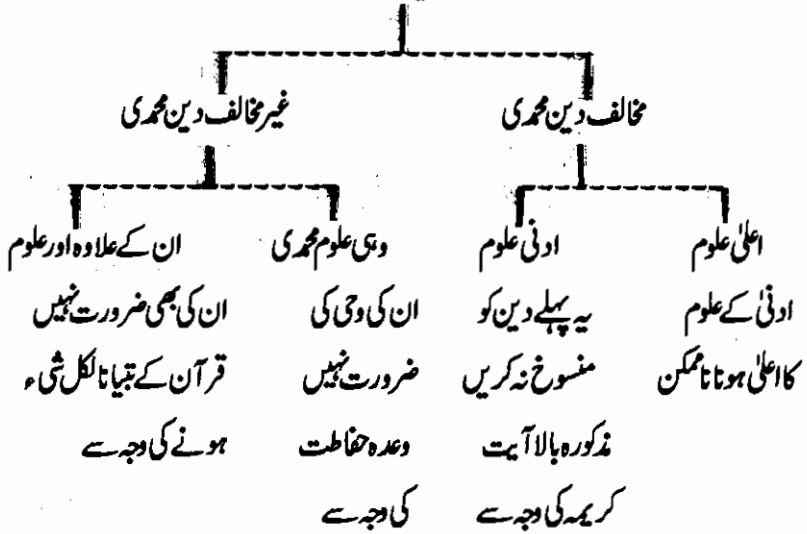 مخالف دین محمدی
غیر مخالف دین محمدی
اعلیٰ علوم
ادنیٰ کے علوم
کا اعلیٰ ہونا ناممکن
ادنی علوم
یہ پہلے دین کو
منسوخ نہ کریں
مذکورہ بالا آیت
کریمہ کی وجہ سے
وہی علوم محمدی
ان کی وحی کی
ضرورت نہیں
وعدہ حفاطت
کی وجہ سے
ان کے علاوہ اور علوم
ان کی بھی ضرورت نہیں
قرآن کے تبیانا لکل شیء
ہونے کی وجہ سے